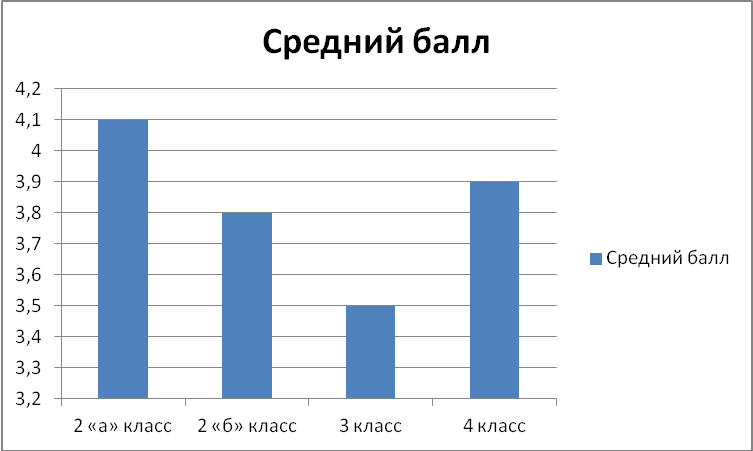 Средний балл
4,2
4,1
4
3,9
3,8
3,7
3,6
3,5
3,4
3,3
3,2
2 «а» класс
2 «б» класс
3 класс
4 класс
Средний балл